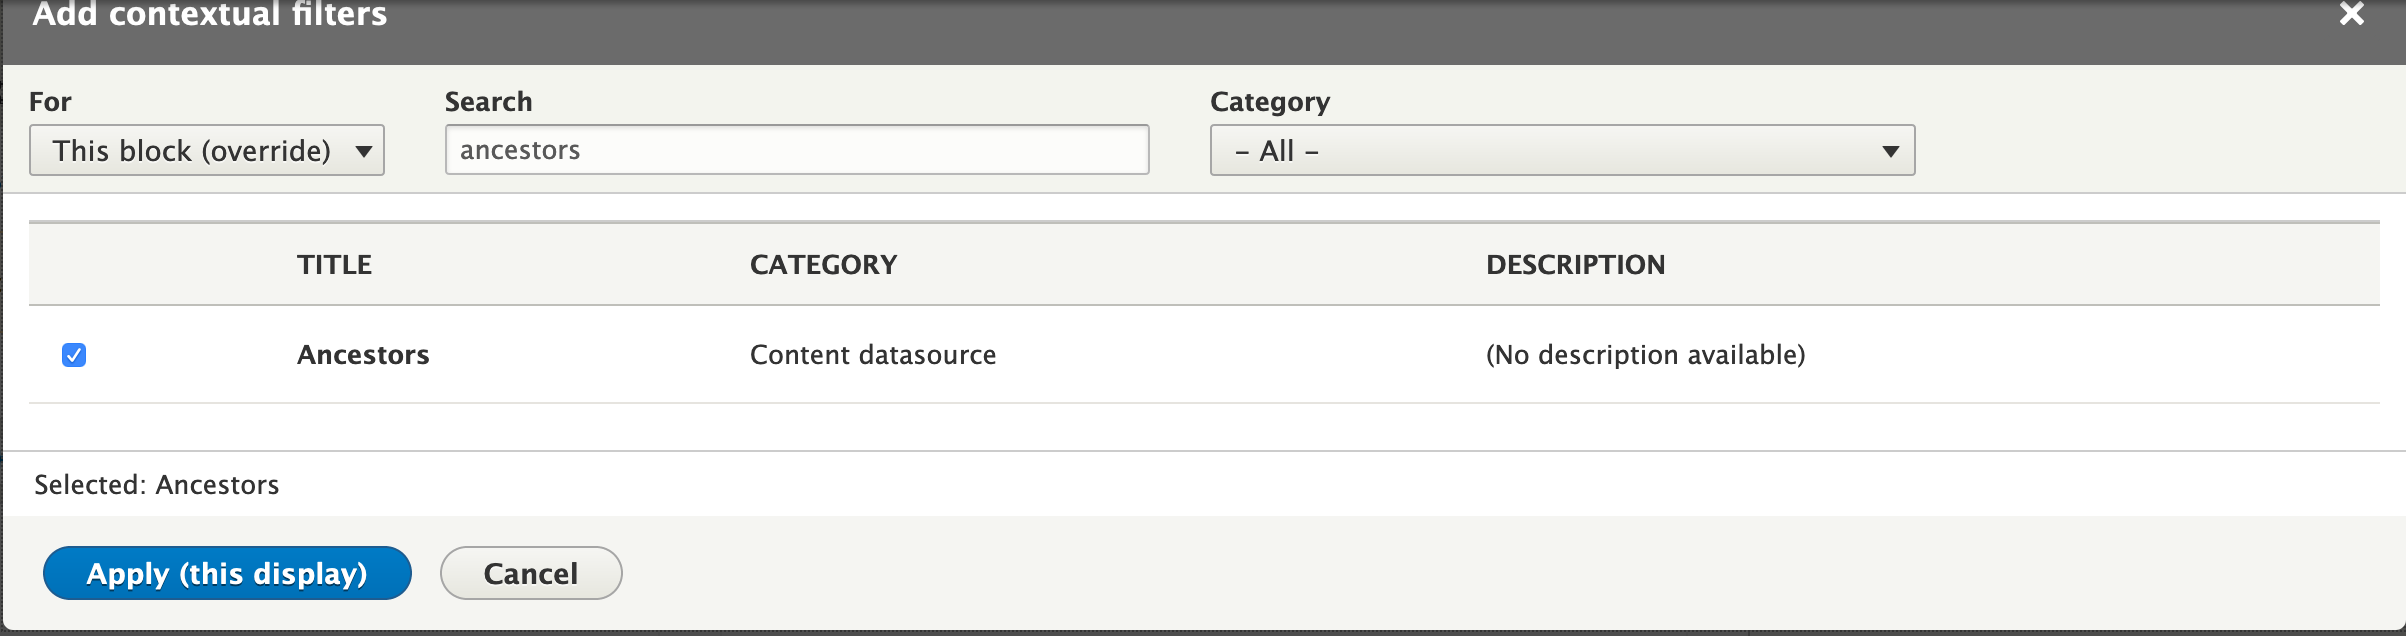 Add contextual filters
For
Search
Category
This block (override)
ancestors
– All –
TITLE
CATEGORY
DESCRIPTION
Ancestors
Content datasource
(No description available)
Selected: Ancestors
Apply (this display)
Cancel